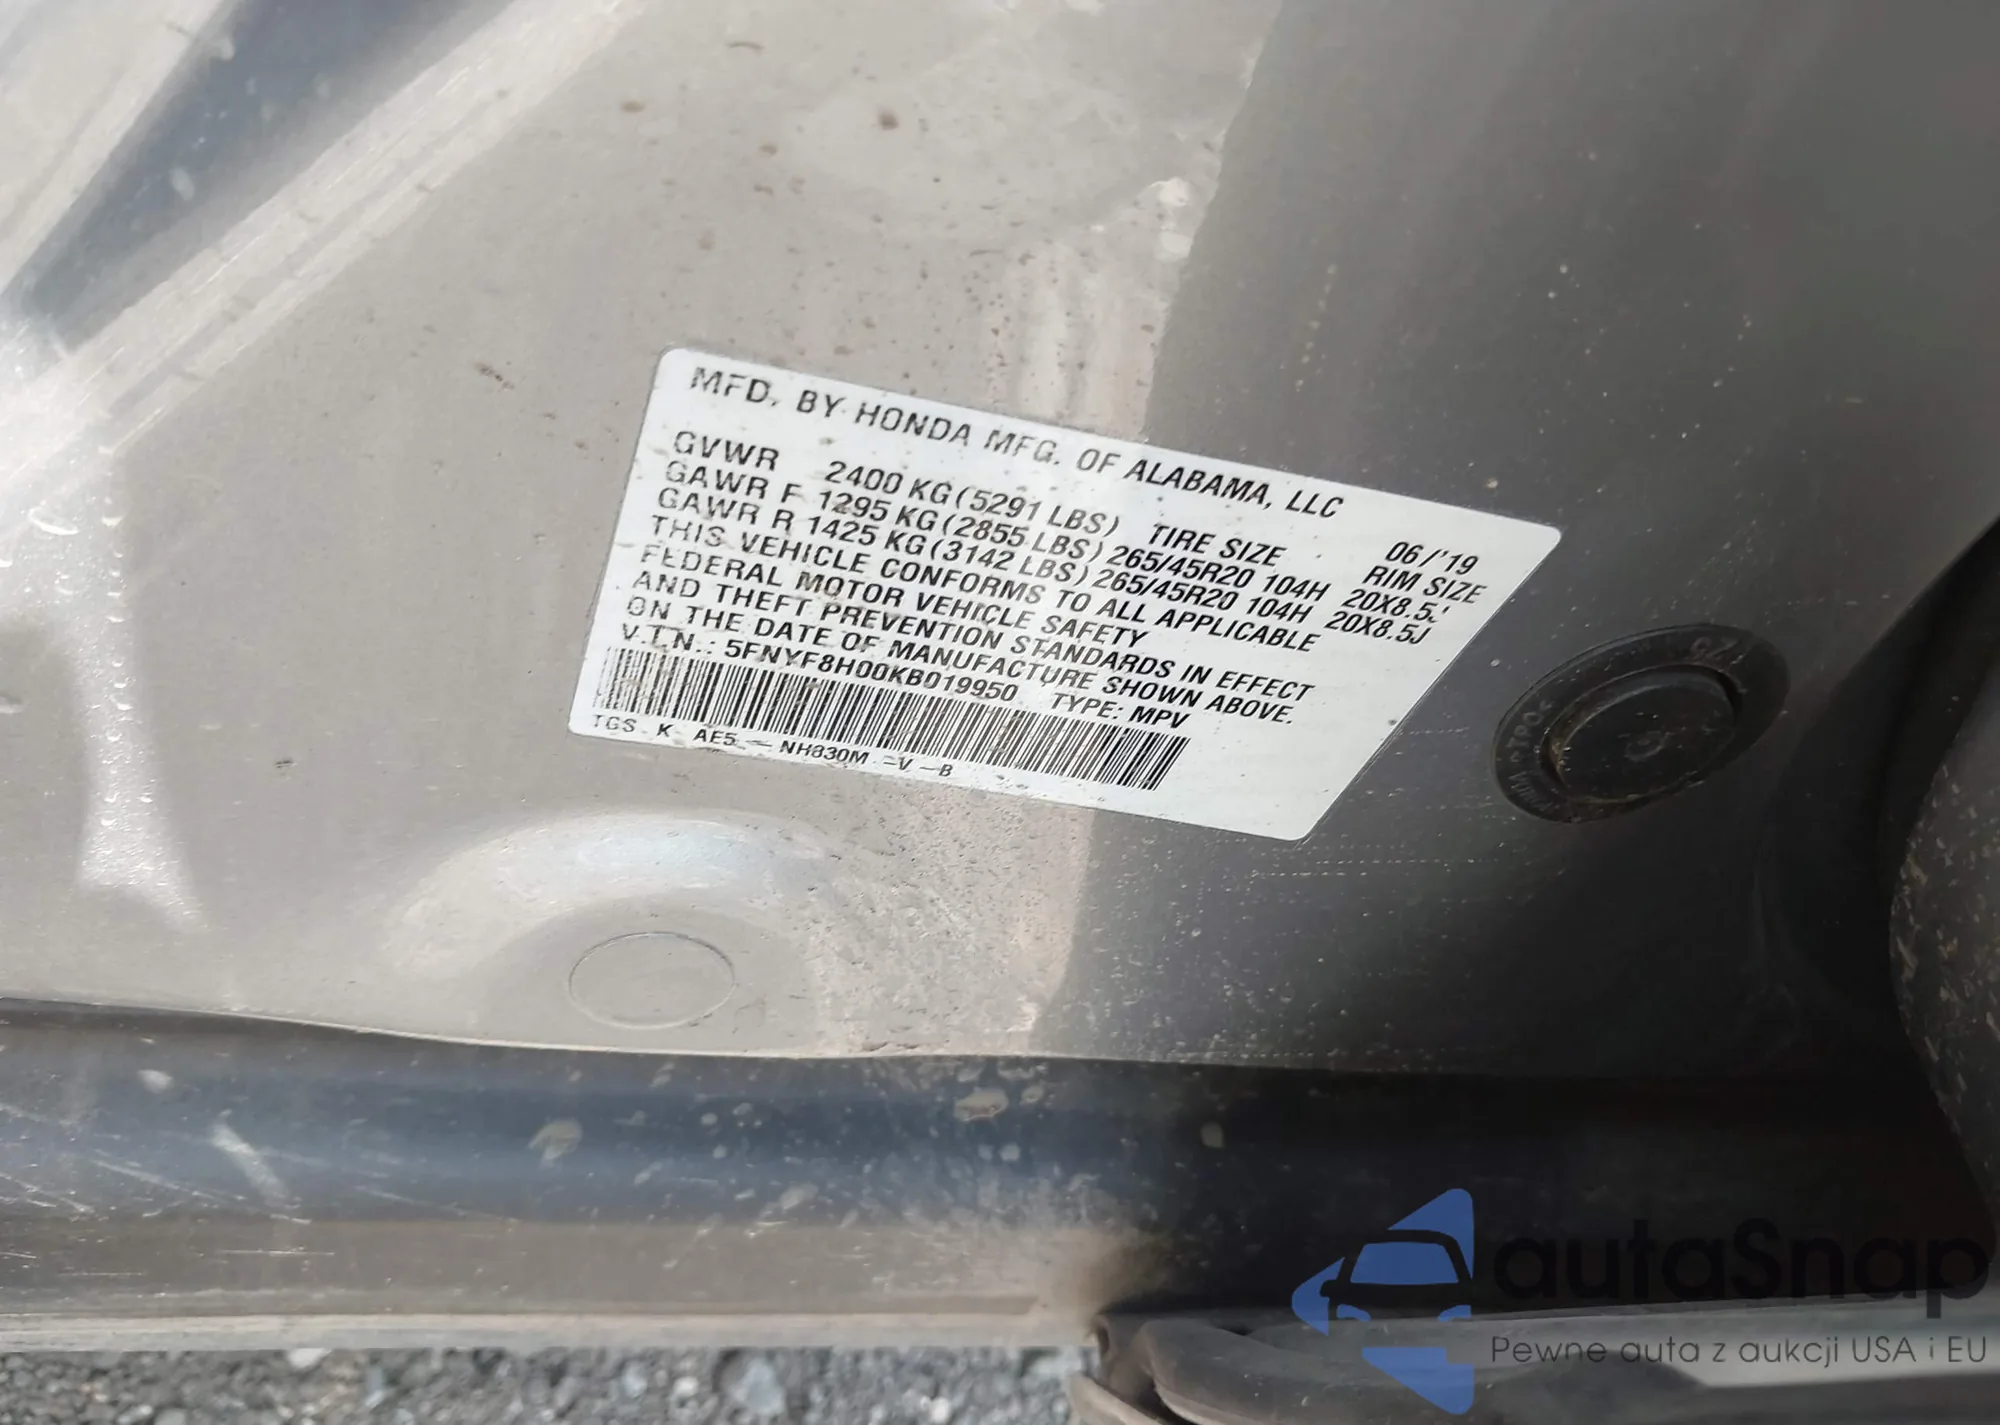 MFD. BY HONDA MFG. OF ALABAMA, LLC
06/'19
GVWR 2400 KG (5291 LBS) TIRE SIZE RIM SIZE
GAWR F 1295 KG (2855 LBS) 265/45R20 104H 20X8.5J
GAWR R 1425 KG (3142 LBS) 265/45R20 104H 20X8.5J
THIS VEHICLE CONFORMS TO ALL APPLICABLE
FEDERAL MOTOR VEHICLE SAFETY
AND THEFT PREVENTION STANDARDS IN EFFECT
ON THE DATE OF MANUFACTURE SHOWN ABOVE.
V.I.N.: 5FNYF8H00KB019950 TYPE: MPV
TGS K AE5 - NH830M -V -B
autaSnap
Pewne auta z aukcji USA i EU